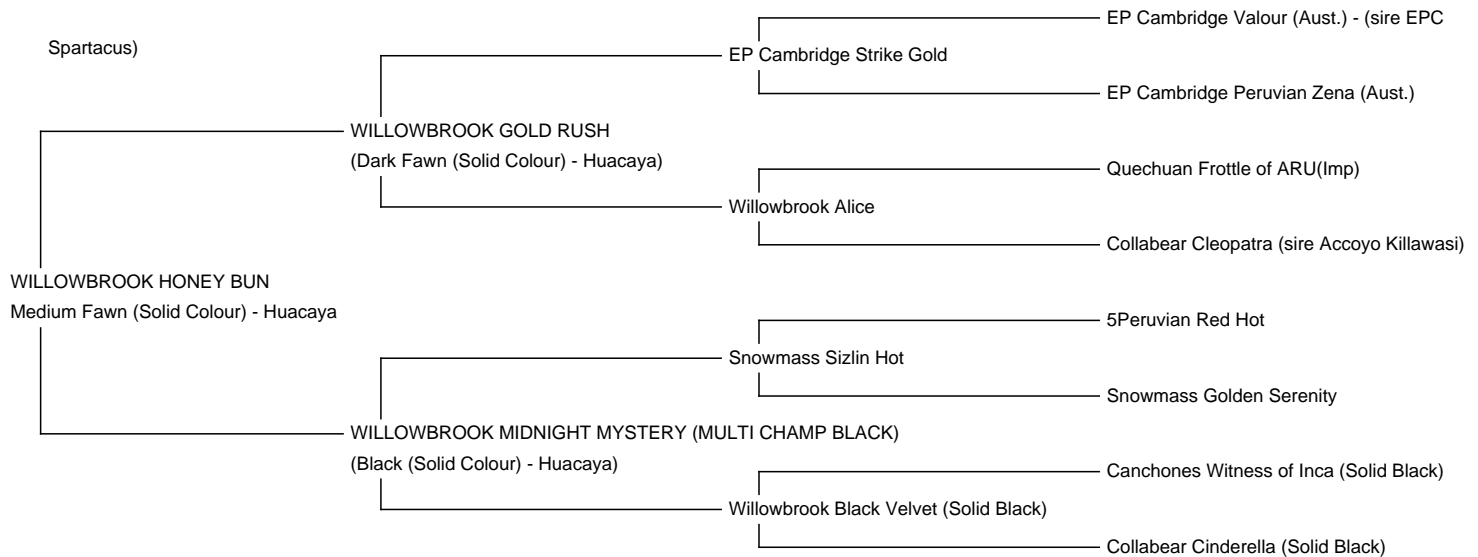 EP Cambridge Valour (Aust.) - (sire EPC
Spartacus)
EP Cambridge Strike Gold
EP Cambridge Peruvian Zena (Aust.)
WILLOWBROOK GOLD RUSH
(Dark Fawn (Solid Colour) - Huacaya)
Quechuan Frottle of ARU(Imp)
Willowbrook Alice
Collabear Cleopatra (sire Accoyo Killawasi)
WILLOWBROOK HONEY BUN
Medium Fawn (Solid Colour) - Huacaya
5Peruvian Red Hot
Snowmass Sizlin Hot
Snowmass Golden Serenity
WILLOWBROOK MIDNIGHT MYSTERY (MULTI CHAMP BLACK)
(Black (Solid Colour) - Huacaya)
Canchones Witness of Inca (Solid Black)
Willowbrook Black Velvet (Solid Black)
Collabear Cinderella (Solid Black)